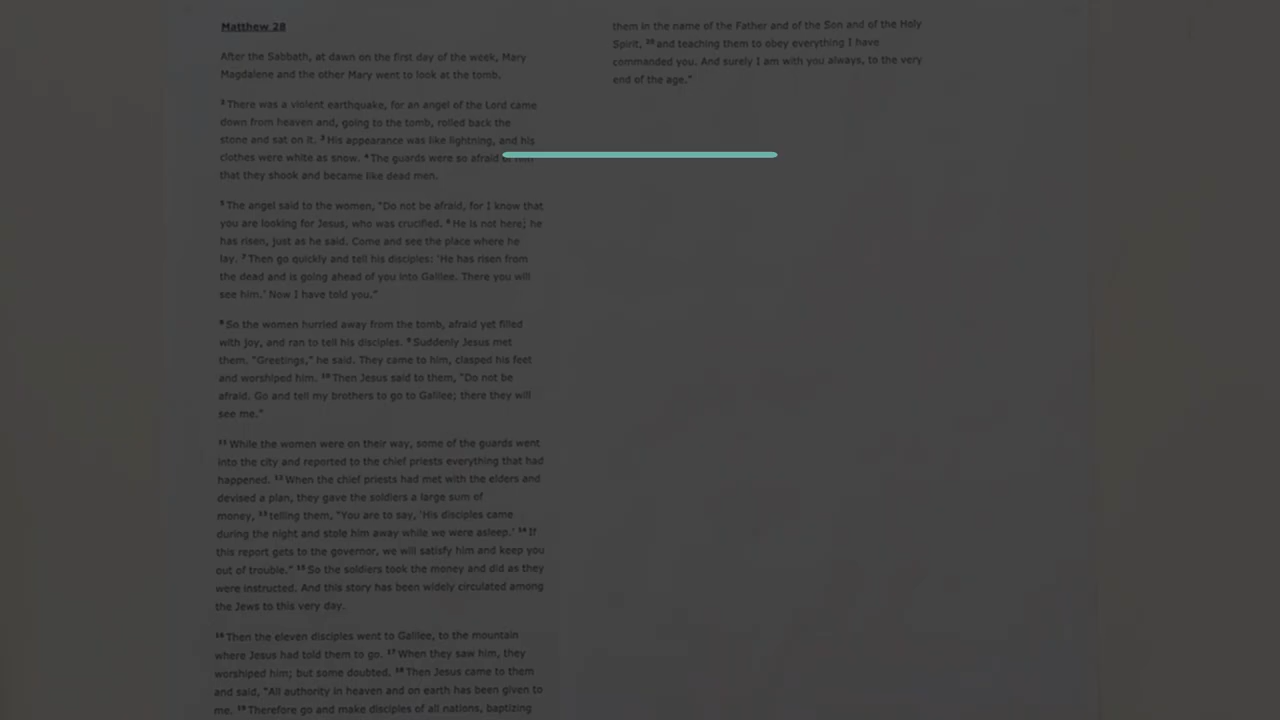 Matthew 28
After the Sabbath, at dawn on the first day of the week, Mary
Magdalene and the other Mary went to look at the tomb.
2 There was a violent earthquake, for an angel of the Lord came
down from heaven and, going to the tomb, rolled back the
stone and sat on it. 3 His appearance was like lightning, and his
clothes were white as snow. 4 The guards were so afraid of him
that they shook and became like dead men.
5 The angel said to the women, "Do not be afraid, for I know that
you are looking for Jesus, who was crucified. 6 He is not here; he
has risen, just as he said. Come and see the place where he
lay. 7 Then go quickly and tell his disciples: 'He has risen from
the dead and is going ahead of you into Galilee. There you will
see him.' Now I have told you."
8 So the women hurried away from the tomb, afraid yet filled
with joy, and ran to tell his disciples. 9 Suddenly Jesus met
them. "Greetings," he said. They came to him, clasped his feet
and worshiped him. 10 Then Jesus said to them, "Do not be
afraid. Go and tell my brothers to go to Galilee; there they will
see me."
11 While the women were on their way, some of the guards went
into the city and reported to the chief priests everything that had
happened. 12 When the chief priests had met with the elders and
devised a plan, they gave the soldiers a large sum of
money, 13 telling them, "You are to say, 'His disciples came
during the night and stole him away while we were asleep.' 14 If
this report gets to the governor, we will satisfy him and keep you
out of trouble." 15 So the soldiers took the money and did as they
were instructed. And this story has been widely circulated among
the Jews to this very day.
16 Then the eleven disciples went to Galilee, to the mountain
where Jesus had told them to go. 17 When they saw him, they
worshiped him; but some doubted. 18 Then Jesus came to them
and said, "All authority in heaven and on earth has been given to
me. 19 Therefore go and make disciples of all nations, baptizing
them in the name of the Father and of the Son and of the Holy
Spirit, 20 and teaching them to obey everything I have
commanded you. And surely I am with you always, to the very
end of the age."